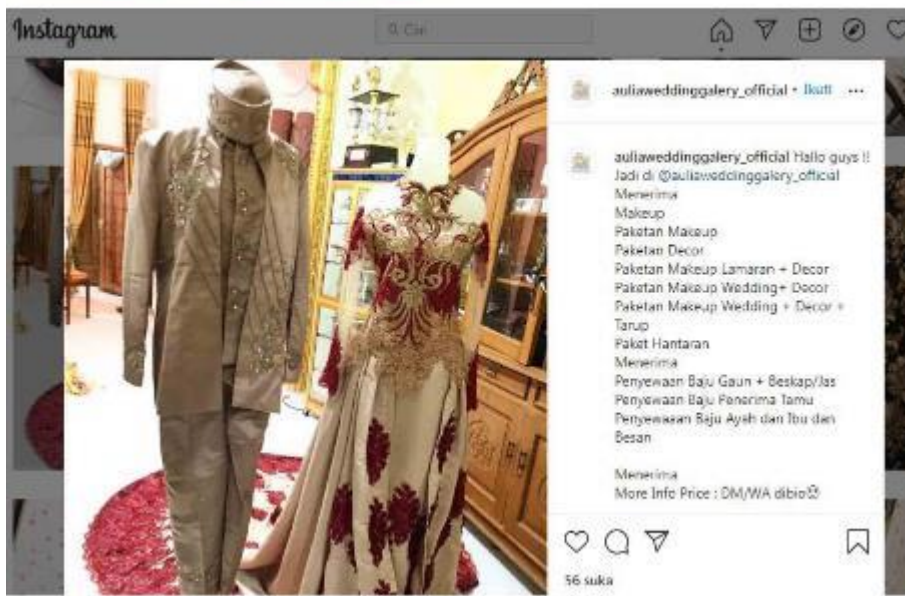 Instagram
Cari
auliaweddinggalery_official • Ikuti ...
auliaweddinggalery_official Hallo guys !!
Jadi di @auliaweddinggalery_official
Menerima
Makeup
Paketan Makeup
Paketan Decor
Paketan Makeup Lamaran + Decor
Paketan Makeup Wedding+ Decor
Paketan Makeup Wedding + Decor +
Tarup
Paket Hantaran
Menerima
Penyewaan Baju Gaun + Beskap/Jas
Penyewaan Baju Penerima Tamu
Penyewaaan Baju Ayah dan Ibu dan
Besan
Menerima
More Info Price : DM/WA dibio
56 suka